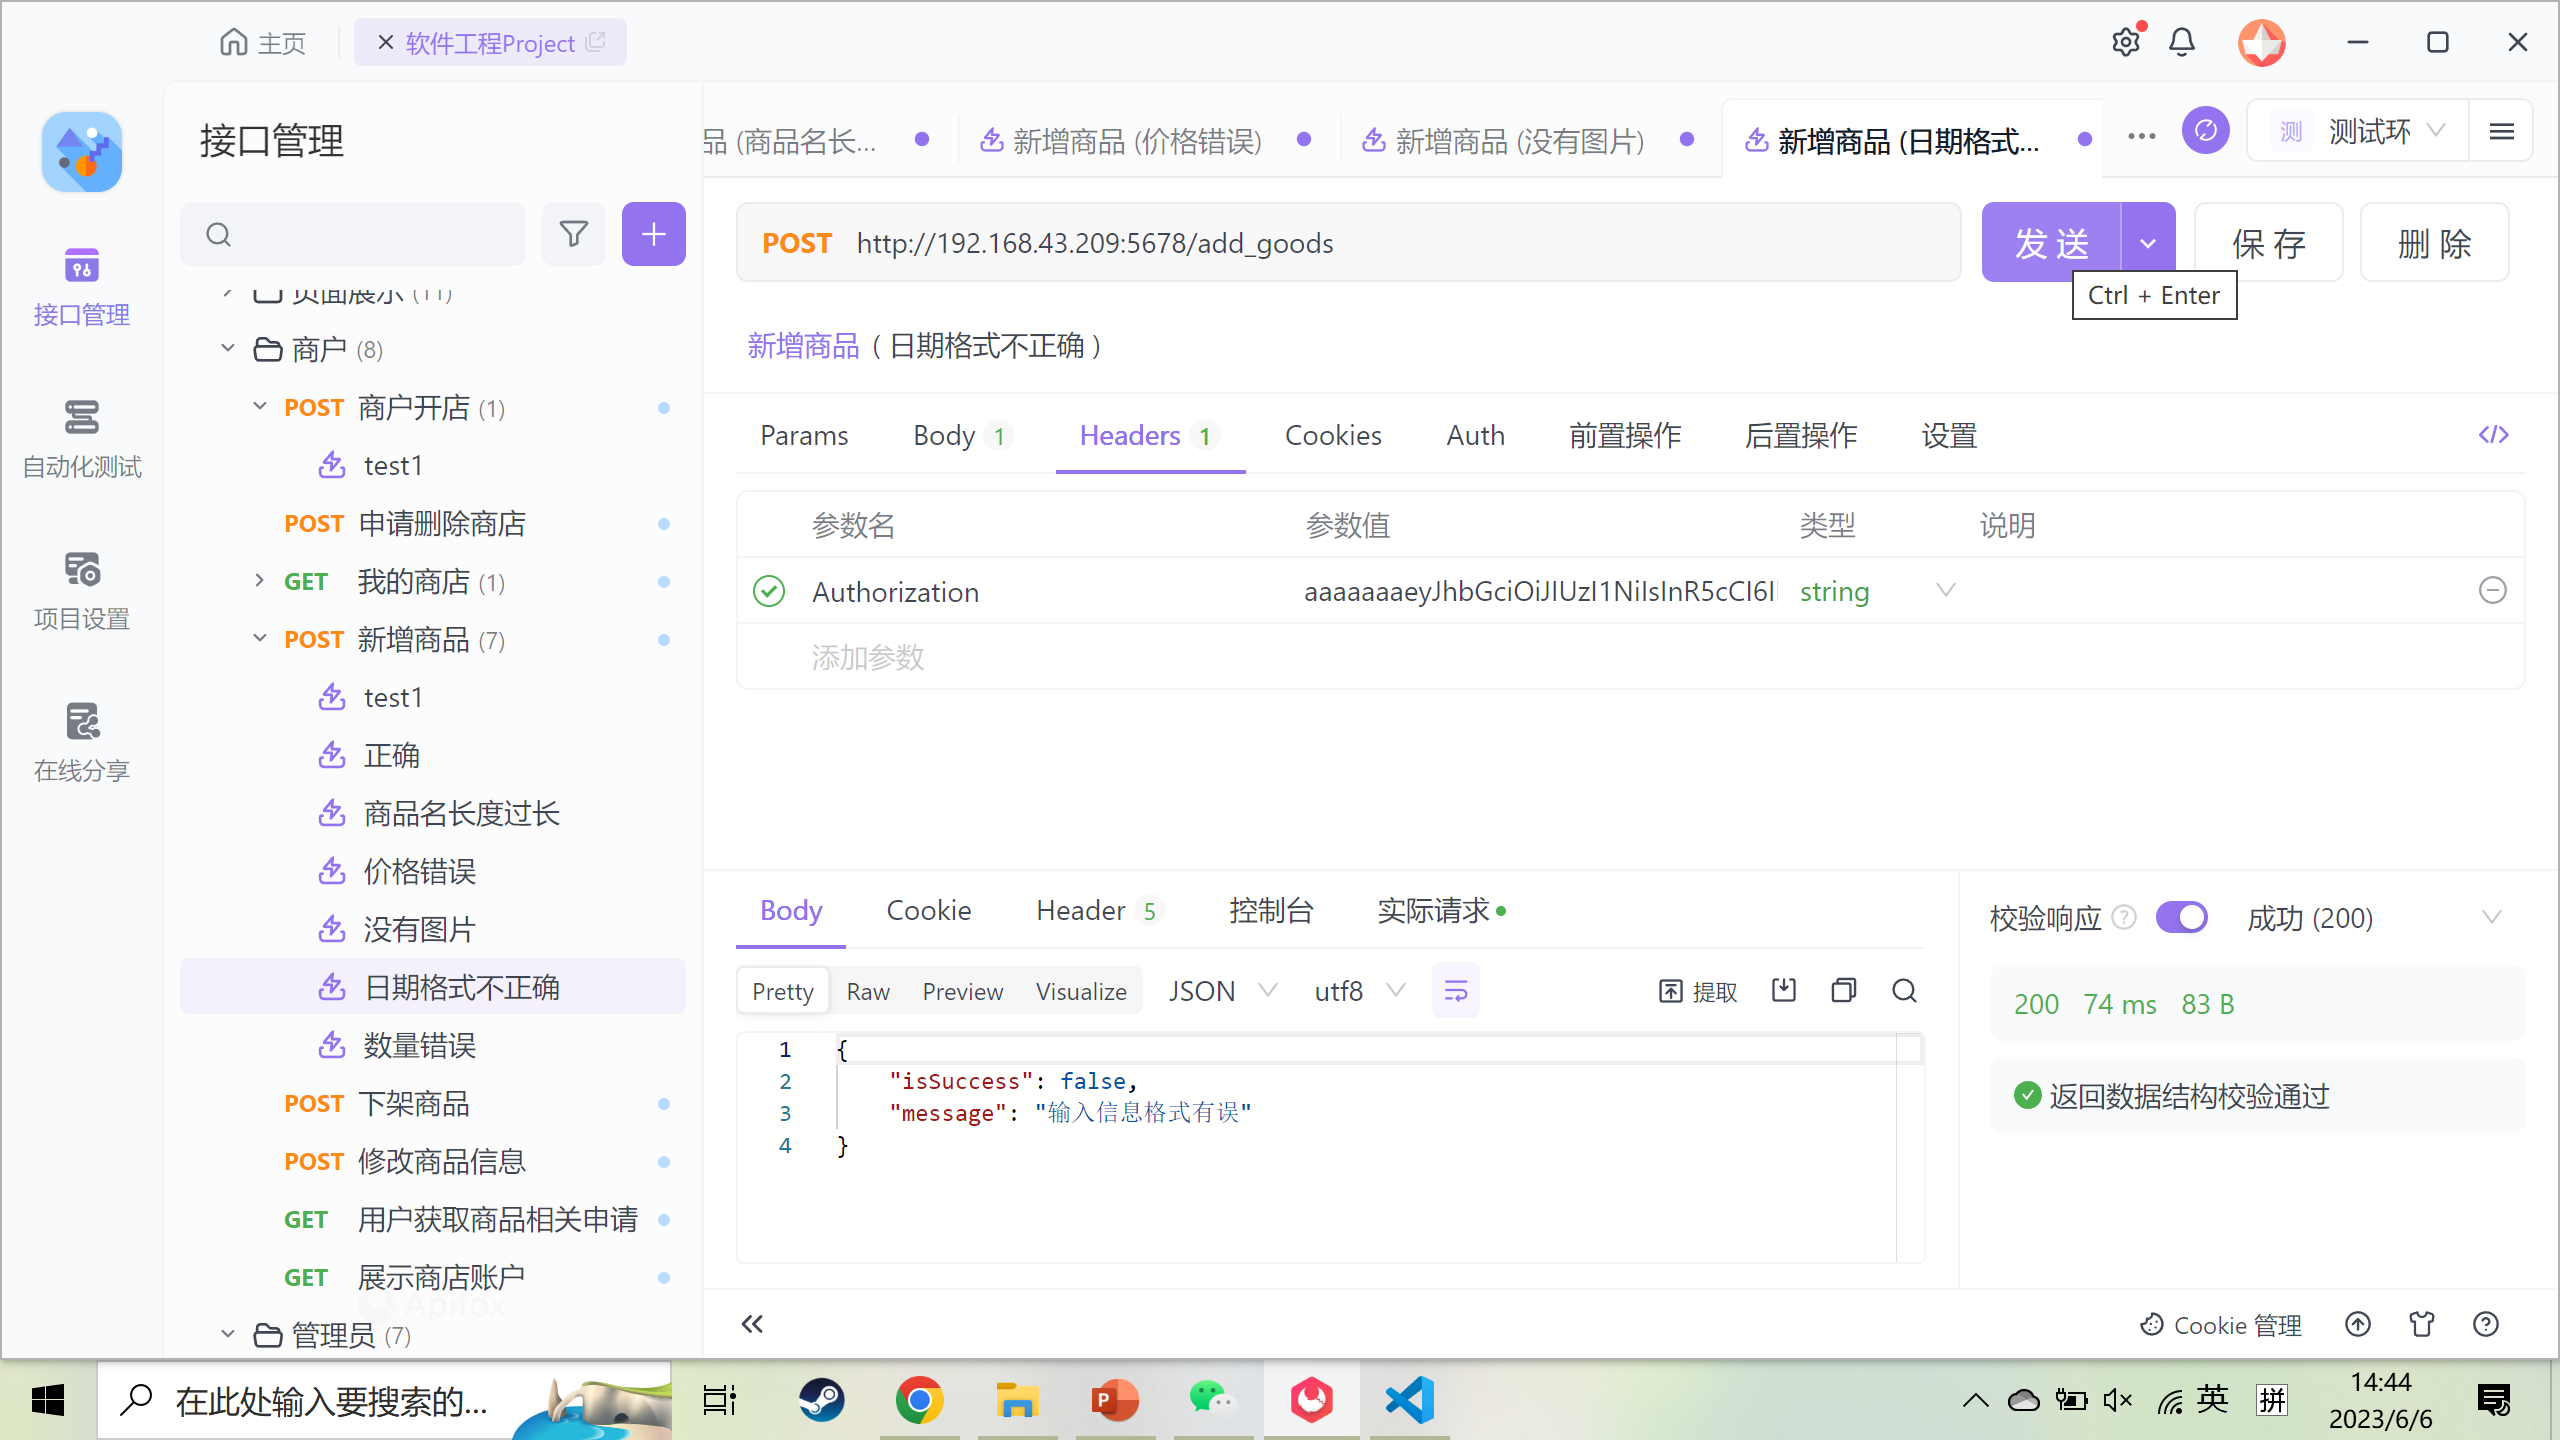 主页
软件工程Project
接口管理
自动化测试
项目设置
在线分享
接口管理
页面展示 (11)
商户 (8)
POST 商户开店 (1)
test1
POST 申请删除商店
GET 我的商店 (1)
POST 新增商品 (7)
test1
正确
商品名长度过长
价格错误
没有图片
日期格式不正确
数量错误
POST 下架商品
POST 修改商品信息
GET 用户获取商品相关申请
GET 展示商店账户
Apifox
管理员 (7)
品 (商品名长...
新增商品 (价格错误)
新增商品 (没有图片)
新增商品 (日期格式...
测 测试环
POST http://192.168.43.209:5678/add_goods
发 送
保 存
删 除
Ctrl + Enter
新增商品 ( 日期格式不正确 )
Params Body 1 Headers 1 Cookies Auth 前置操作 后置操作 设置
参数名 参数值 类型 说明
Authorization aaaaaaaeyJhbGciOiJIUzI1NiIsInR5cCI6I string
添加参数
Body Cookie Header 5 控制台 实际请求
Pretty Raw Preview Visualize JSON utf8 提取
1 {
2 "isSuccess": false,
3 "message": "输入信息格式有误"
4 }
校验响应 ? 成功 (200)
200 74 ms 83 B
返回数据结构校验通过
Cookie 管理
在此处输入要搜索的...
英
拼
14:44
2023/6/6